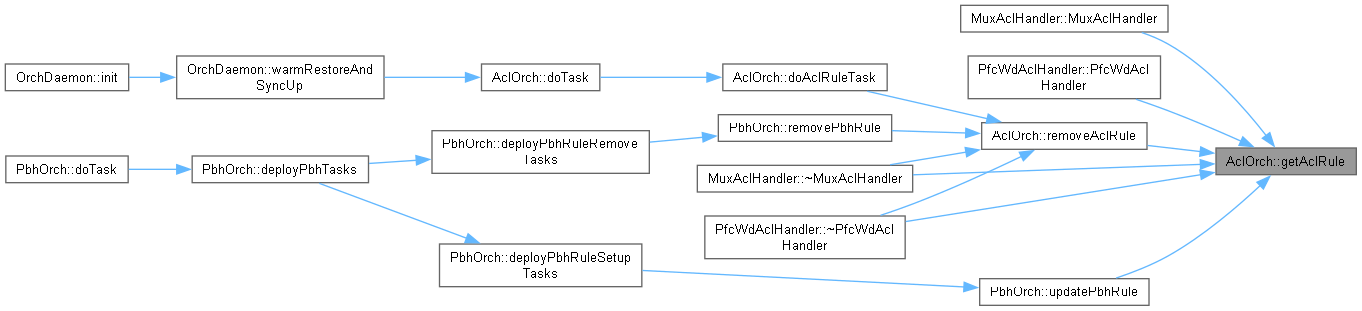 MuxAclHandler::MuxAclHandler
PfcWdAclHandler::PfcWdAcl
Handler
OrchDaemon::init
OrchDaemon::warmRestoreAnd
SyncUp
AclOrch::doTask
AclOrch::doAclRuleTask
PbhOrch::removePbhRule
AclOrch::removeAclRule
PbhOrch::deployPbhRuleRemove
Tasks
AclOrch::getAclRule
PbhOrch::doTask
PbhOrch::deployPbhTasks
MuxAclHandler::~MuxAclHandler
PfcWdAclHandler::~PfcWdAcl
Handler
PbhOrch::deployPbhRuleSetup
Tasks
PbhOrch::updatePbhRule